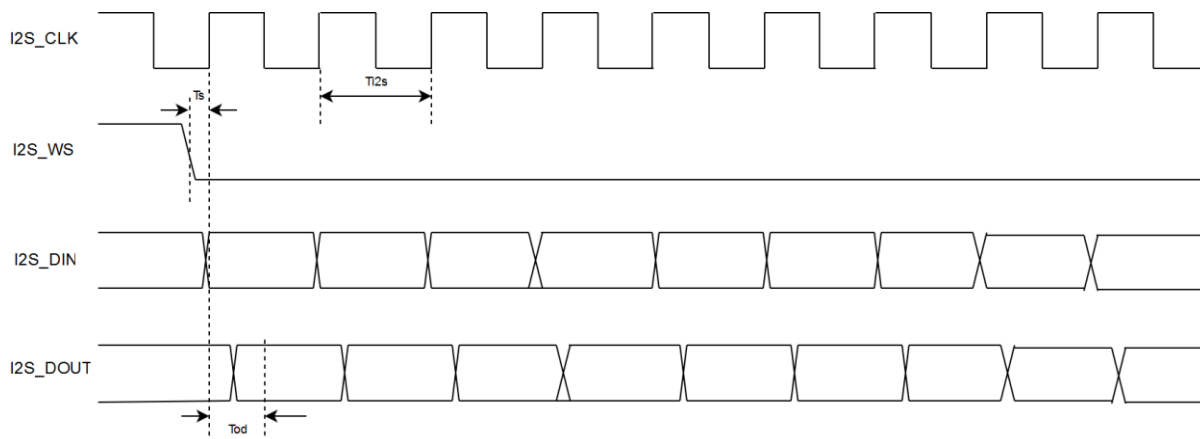 I2S_CLK
Ts
TI2s
I2S_WS
I2S_DIN
I2S_DOUT
Tod